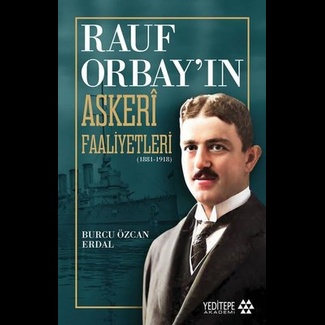 RAUF
ORBAY'IN
ASKERÎ
FAALİYETLERİ
(1881-1918)
BURCU ÖZCAN
ERDAL
YEDİTEPE
AKADEMİ